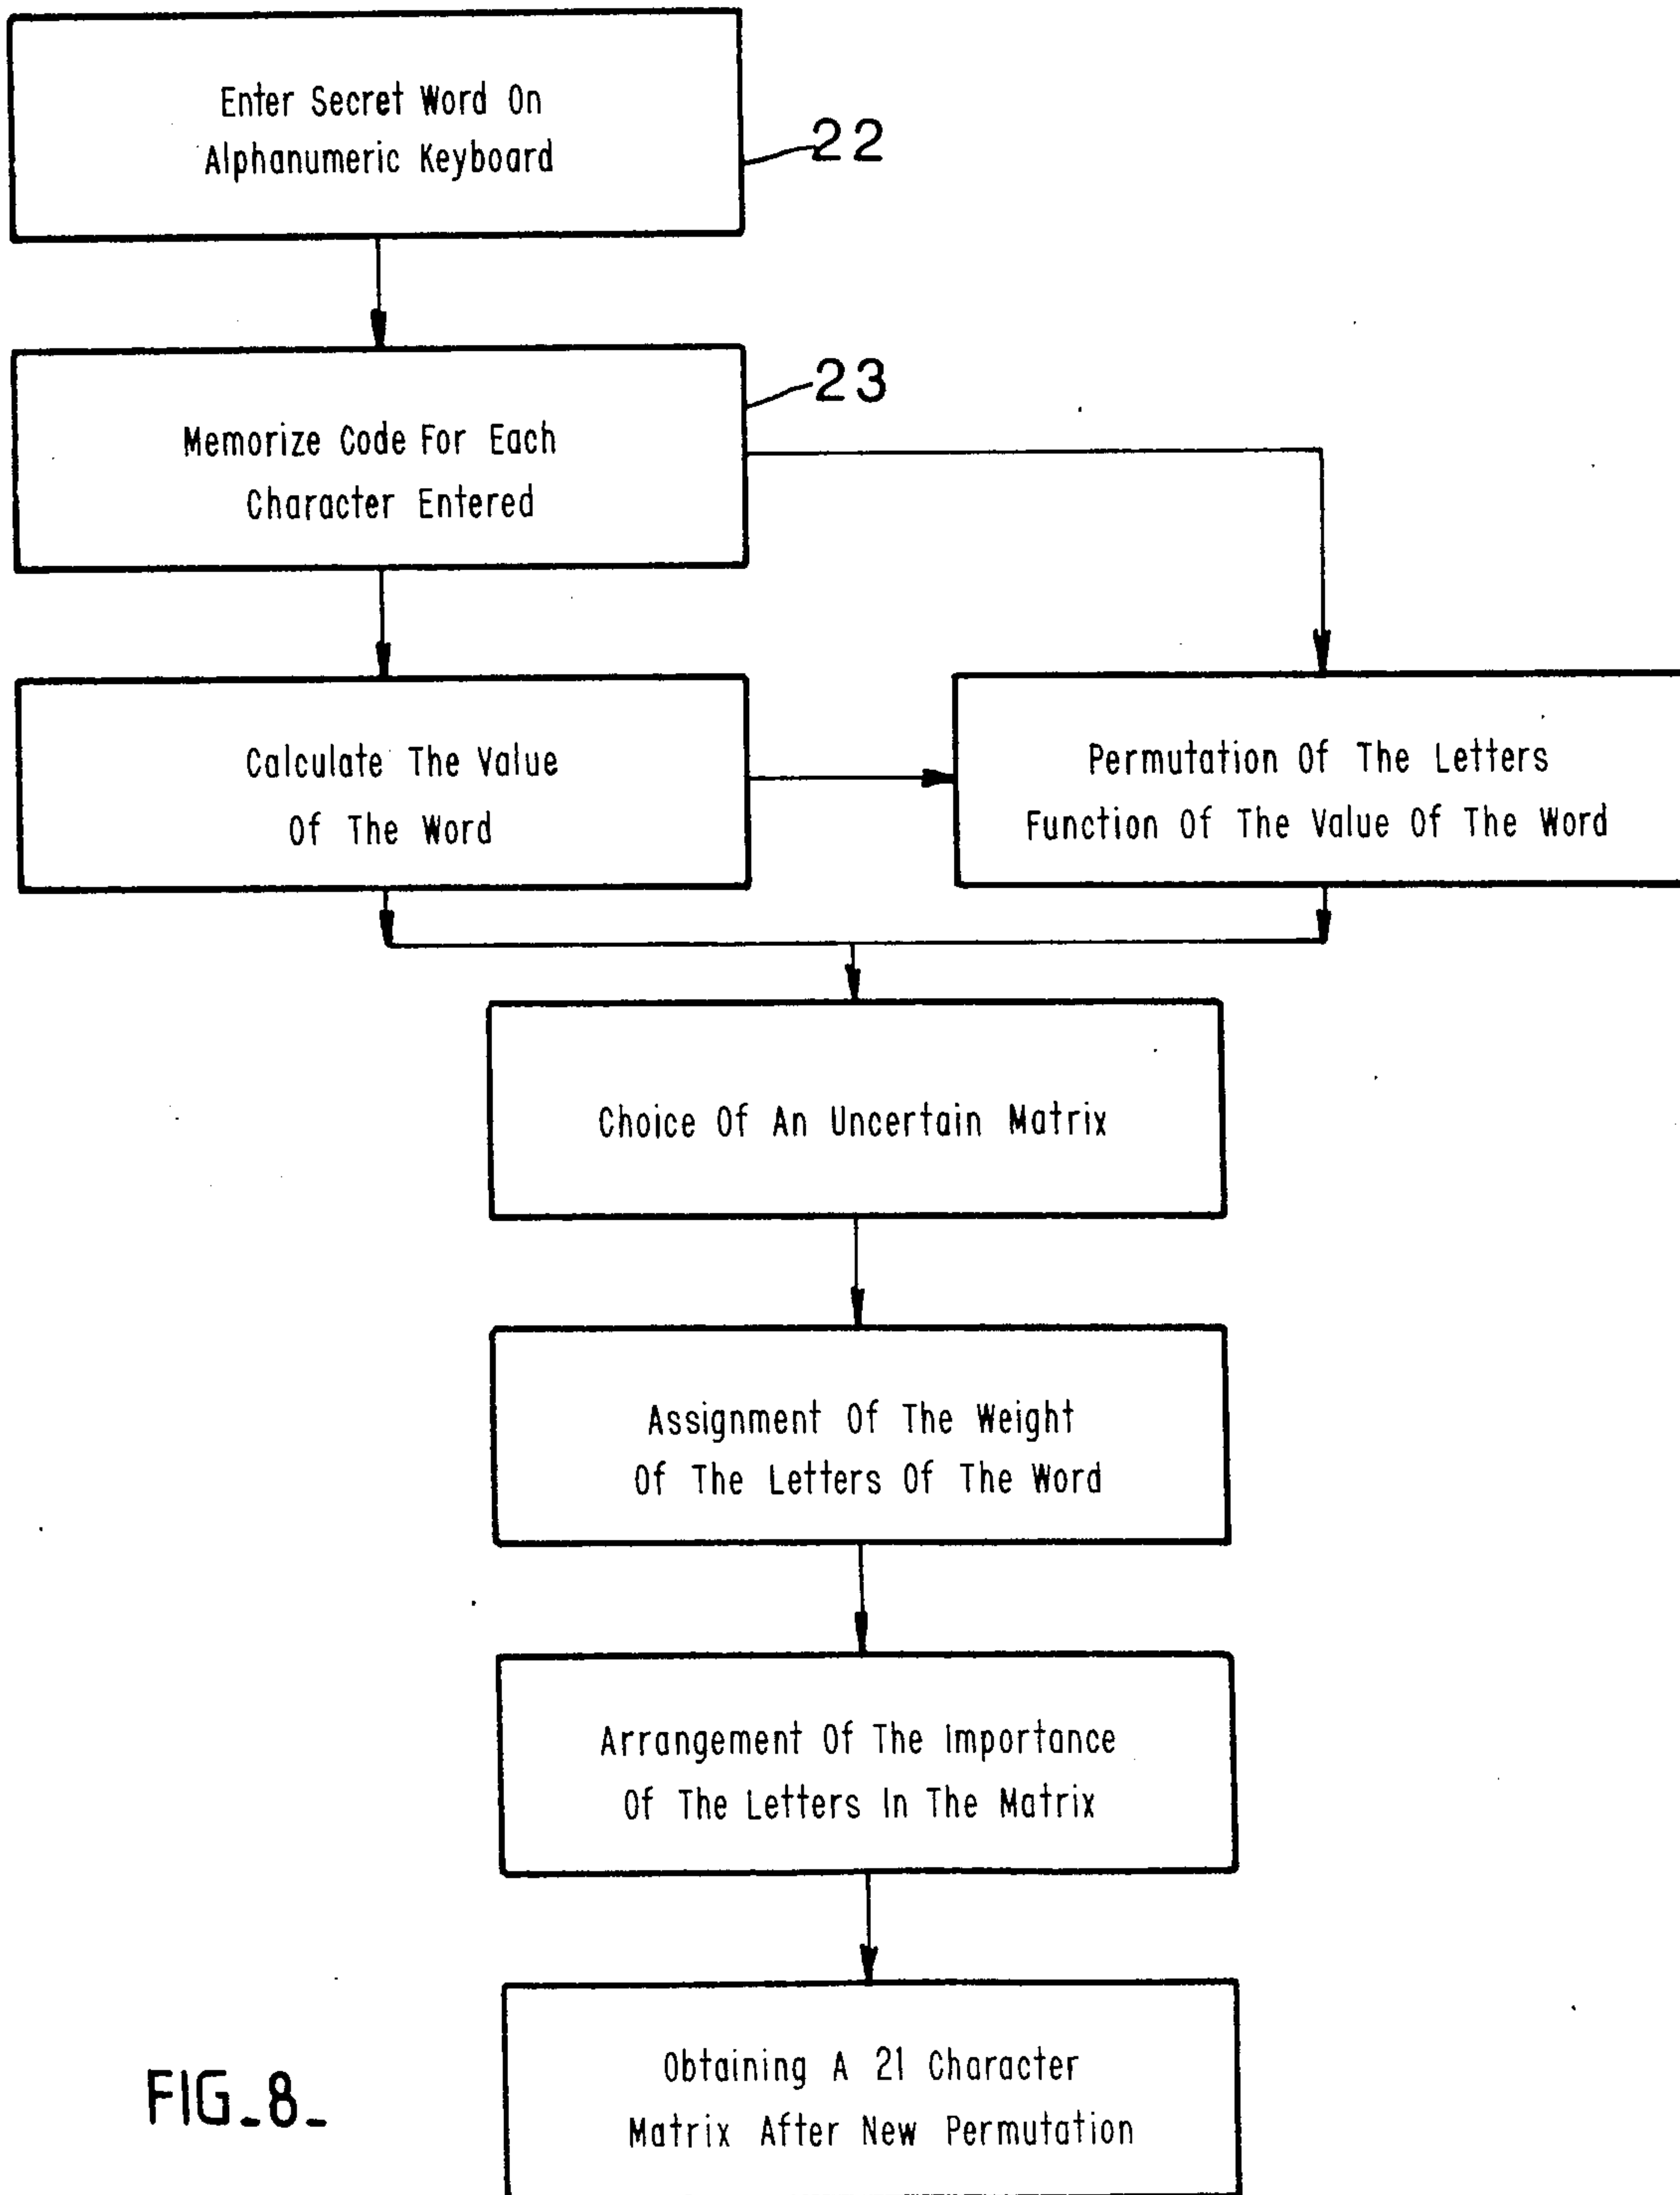 Enter Secret Word On
Alphanumeric Keyboard
22
Memorize Code For Each
Character Entered
23
Calculate The Value
Of The Word
Permutation Of The Letters
Function Of The Value Of The Word
Choice Of An Uncertain Matrix
Assignment Of The Weight
Of The Letters Of The Word
Arrangement Of The Importance
Of The Letters In The Matrix
Obtaining A 21 Character
Matrix After New Permutation
FIG_8_